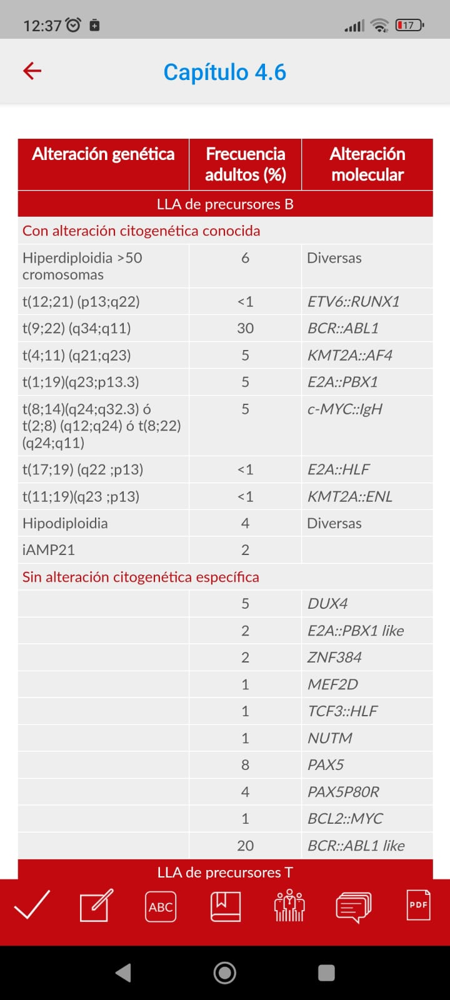 12:37
17
Capítulo 4.6
Alteración genética
Frecuencia
adultos (%)
Alteración
molecular
LLA de precursores B
Con alteración citogenética conocida
Hiperdiploidia >50
cromosomas
6
Diversas
t(12;21) (p13;q22)
<1
ETV6::RUNX1
t(9;22) (q34;q11)
30
BCR::ABL1
t(4;11) (q21;q23)
5
KMT2A::AF4
t(1;19)(q23;p13.3)
5
E2A::PBX1
t(8;14)(q24;q32.3) ó
t(2;8) (q12;q24) ó t(8;22)
(q24;q11)
5
c-MYC::IgH
t(17;19) (q22 ;p13)
<1
E2A::HLF
t(11;19)(q23 ;p13)
<1
KMT2A::ENL
Hipodiploidia
4
Diversas
iAMP21
2
Sin alteración citogenética específica
5
DUX4
2
E2A::PBX1 like
2
ZNF384
1
MEF2D
1
TCF3::HLF
1
NUTM
8
PAX5
4
PAX5P80R
1
BCL2::MYC
20
BCR::ABL1 like
LLA de precursores T
ABC
PDF